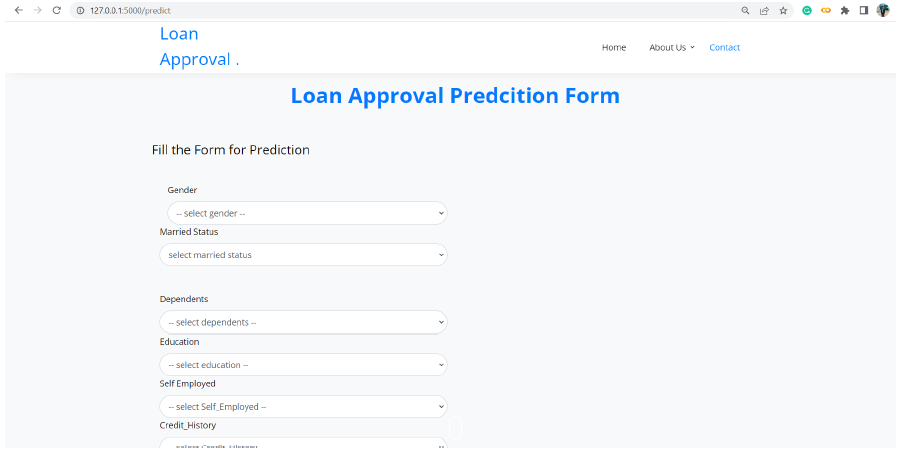 127.0.0.1:5000/predict
Loan
Approval .
Home About Us Contact
Loan Approval Predcition Form
Fill the Form for Prediction
Gender
-- select gender --
Married Status
select married status
Dependents
-- select dependents --
Education
-- select education --
Self Employed
-- select Self_Employed --
Credit_History
-- select Credit_History